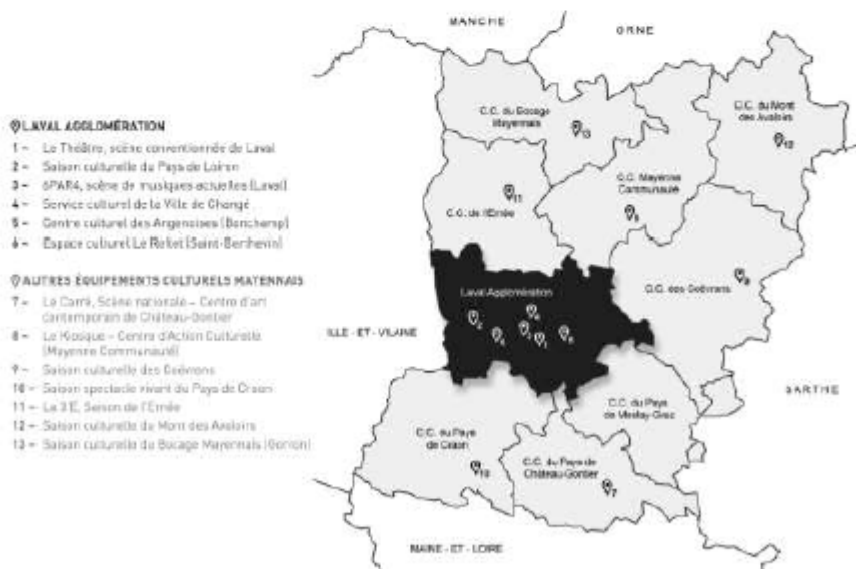 LAVAL AGGLOMÉRATION
1 - Le Théâtre, scène conventionnée de Laval
2 - Saison culturelle du Pays de Loiron
3 - 6PAR4, scène de musiques actuelles (Laval)
4 - Service culturel de la Ville de Changé
5 - Centre culturel des Angenoises (Bonchamp)
6 - Espace culturel Le Reflet (Saint-Berthevin)
AUTRES ÉQUIPEMENTS CULTURELS MAYENNAIS
7 - Le Carré, Scène nationale – Centre d'art
contemporain de Château-Gontier
8 - Le Kiosque – Centre d'Action Culturelle
(Mayenne Communauté)
9 - Saison culturelle des Coëvrons
10 - Saison spectacle vivant du Pays de Craon
11 - La 3'E, Saison de l'Ernée
12 - Saison culturelle du Mont des Avaloirs
13 - Saison culturelle du Bocage Mayennais (Gorron)
MANCHE
ORNE
C.C. du Bocage
Mayennais
13
C.C. du Mont
des Avaloirs
12
C.C. Mayenne
Communauté
C.C. de l'Ernée
11
C.C. des Coëvrons
Laval Agglomération
ILLE - ET - VILAINE
SARTHE
C.C. du Pays
de Meslay-Grez
C.C. du Pays
de Craon
10
C.C. du Pays de
Château-Gontier
7
MAINE - ET - LOIRE